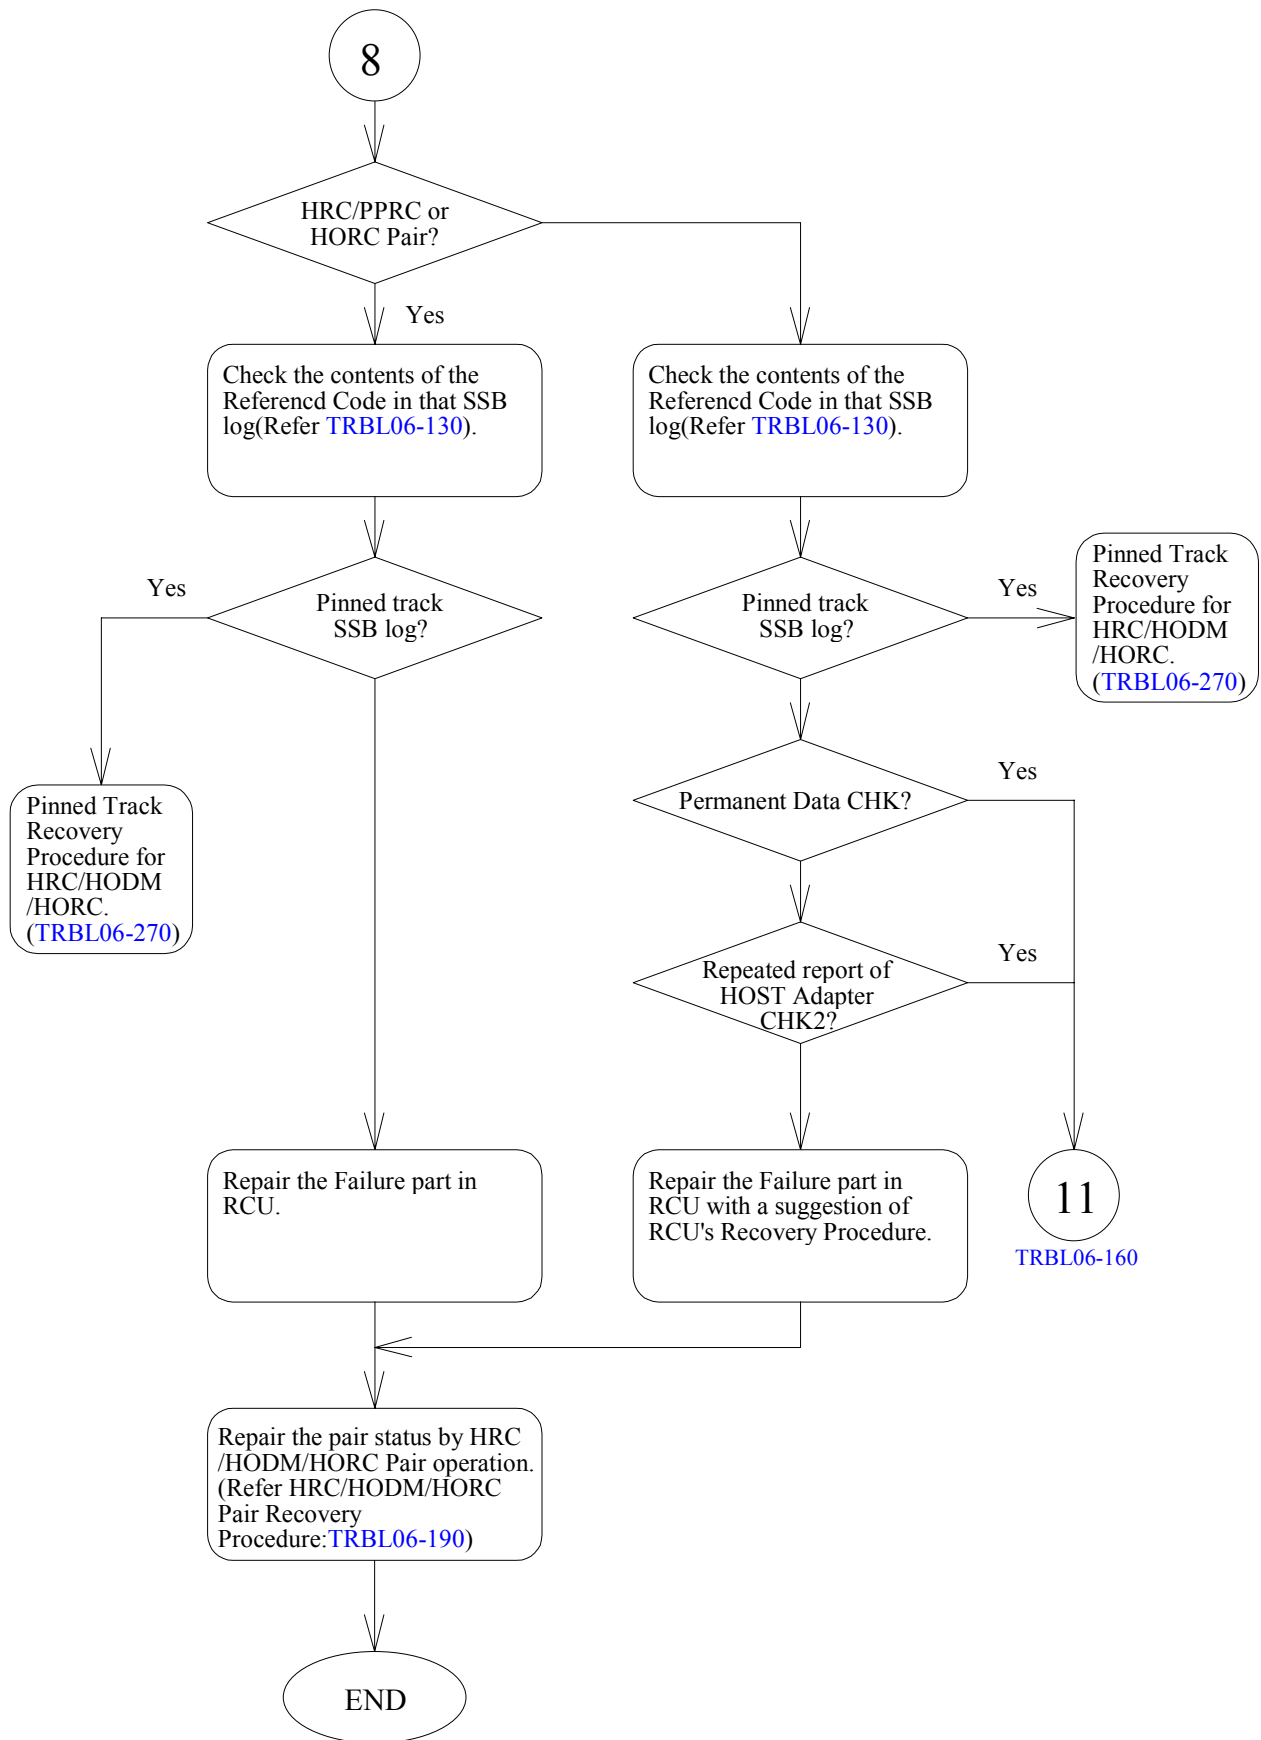 8
HRC/PPRC or
HORC Pair?
Yes
Check the contents of the
Referencd Code in that SSB
log(Refer TRBL06-130).
Check the contents of the
Referencd Code in that SSB
log(Refer TRBL06-130).
Yes
Pinned track
SSB log?
Pinned track
SSB log?
Yes
Pinned Track
Recovery
Procedure for
HRC/HODM
/HORC.
(TRBL06-270)
Pinned Track
Recovery
Procedure for
HRC/HODM
/HORC.
(TRBL06-270)
Permanent Data CHK?
Yes
Repeated report of
HOST Adapter
CHK2?
Yes
Repair the Failure part in
RCU.
Repair the Failure part in
RCU with a suggestion of
RCU's Recovery Procedure.
11
TRBL06-160
Repair the pair status by HRC
/HODM/HORC Pair operation.
(Refer HRC/HODM/HORC
Pair Recovery
Procedure:TRBL06-190)
END